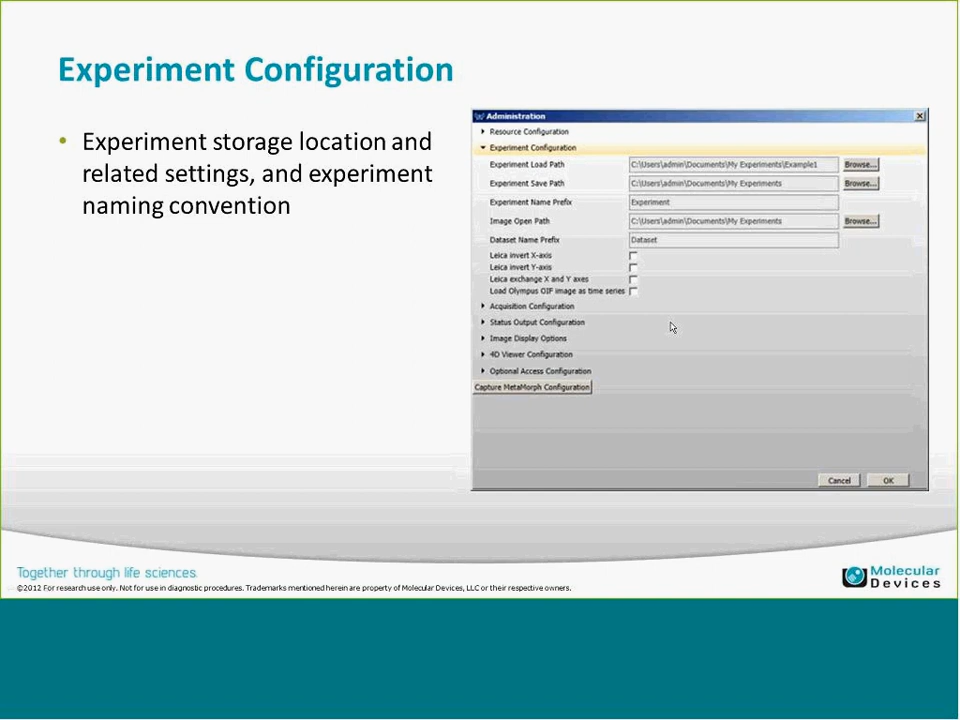 Experiment Configuration
• Experiment storage location and
related settings, and experiment
naming convention
Administration
Resource Configuration
Experiment Configuration
Experiment Load Path C:\Users\admin\Documents\My Experiments\Example1 Browse...
Experiment Save Path C:\Users\admin\Documents\My Experiments Browse...
Experiment Name Prefix Experiment
Image Open Path C:\Users\admin\Documents\My Experiments Browse...
Dataset Name Prefix Dataset
Leica invert X-axis
Leica invert Y-axis
Leica exchange X and Y axes
Load Olympus OIF image as time series
Acquisition Configuration
Status Output Configuration
Image Display Options
4D Viewer Configuration
Optional Access Configuration
Capture MetaMorph Configuration
Cancel OK
Together through life sciences.
©2012 For research use only. Not for use in diagnostic procedures. Trademarks mentioned herein are property of Molecular Devices, LLC or their respective owners.
Molecular
Devices